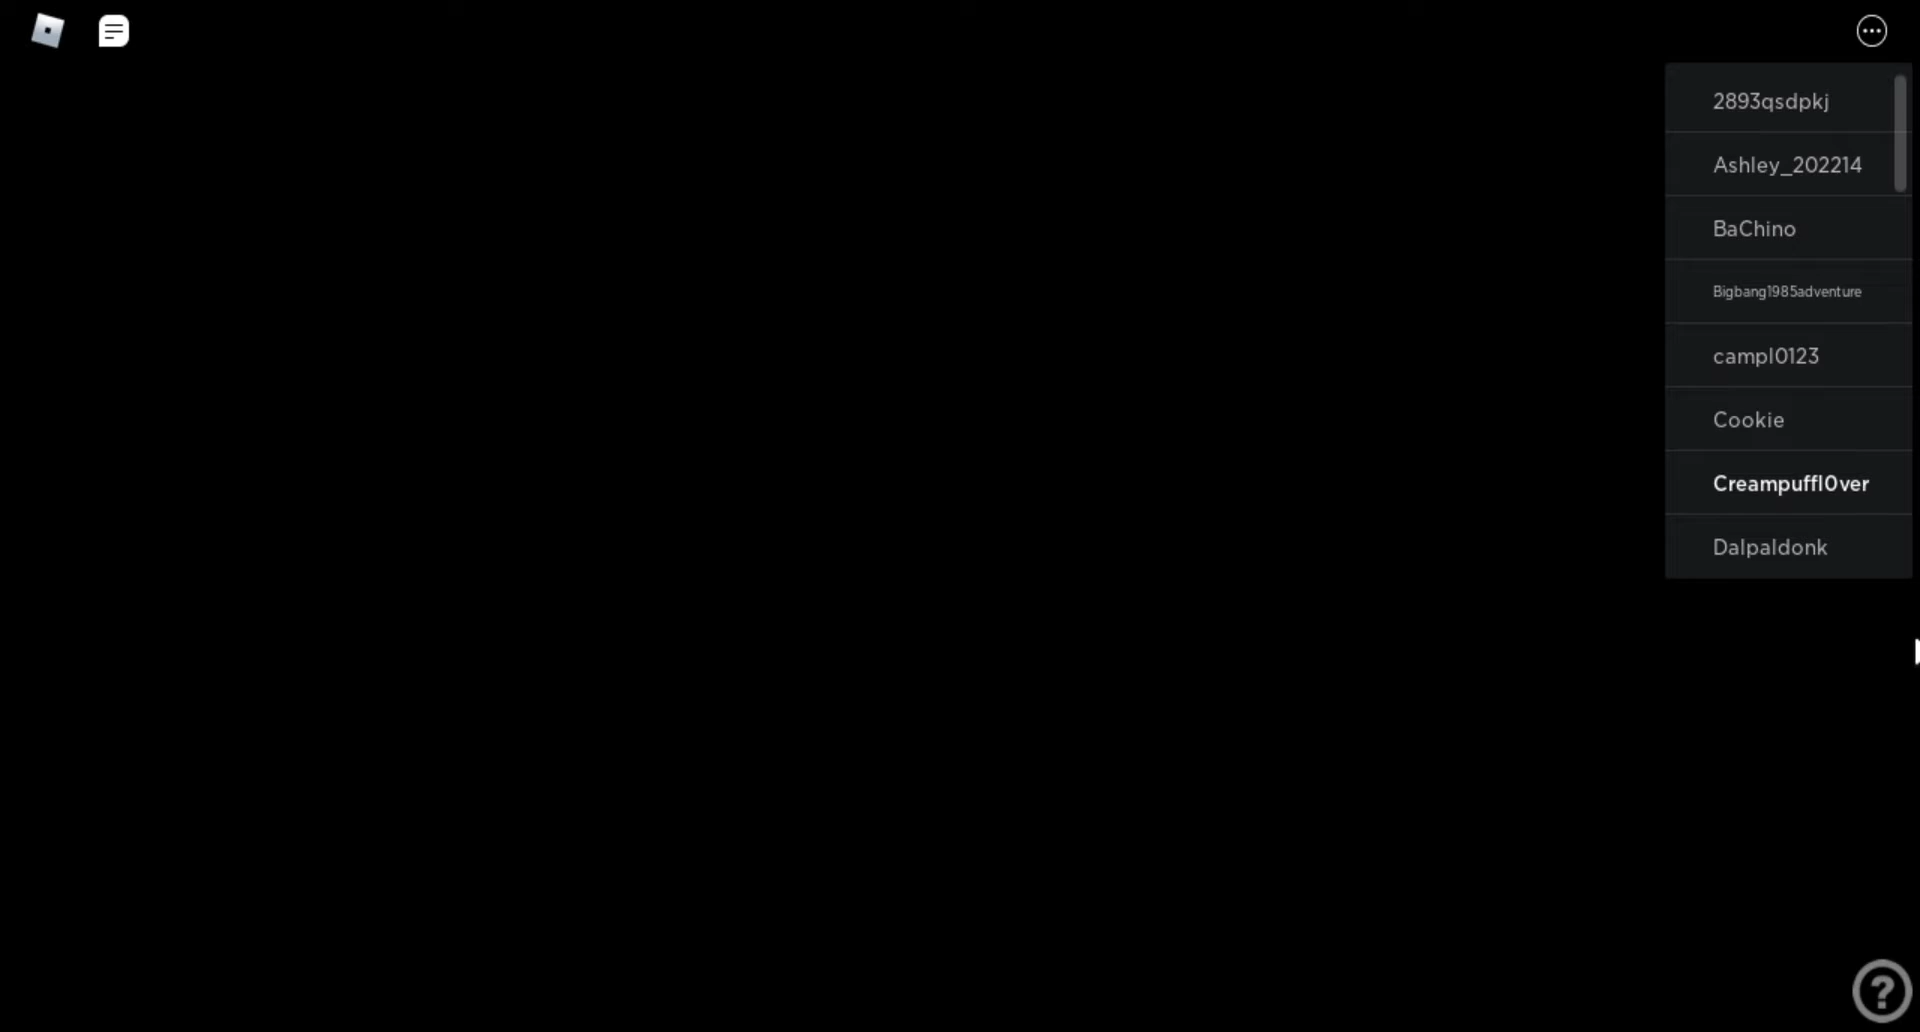 2893qsdpkj
Ashley_202214
BaChino
Bigbang1985adventure
campl0123
Cookie
Creampuffl0ver
Dalpaldonk
?